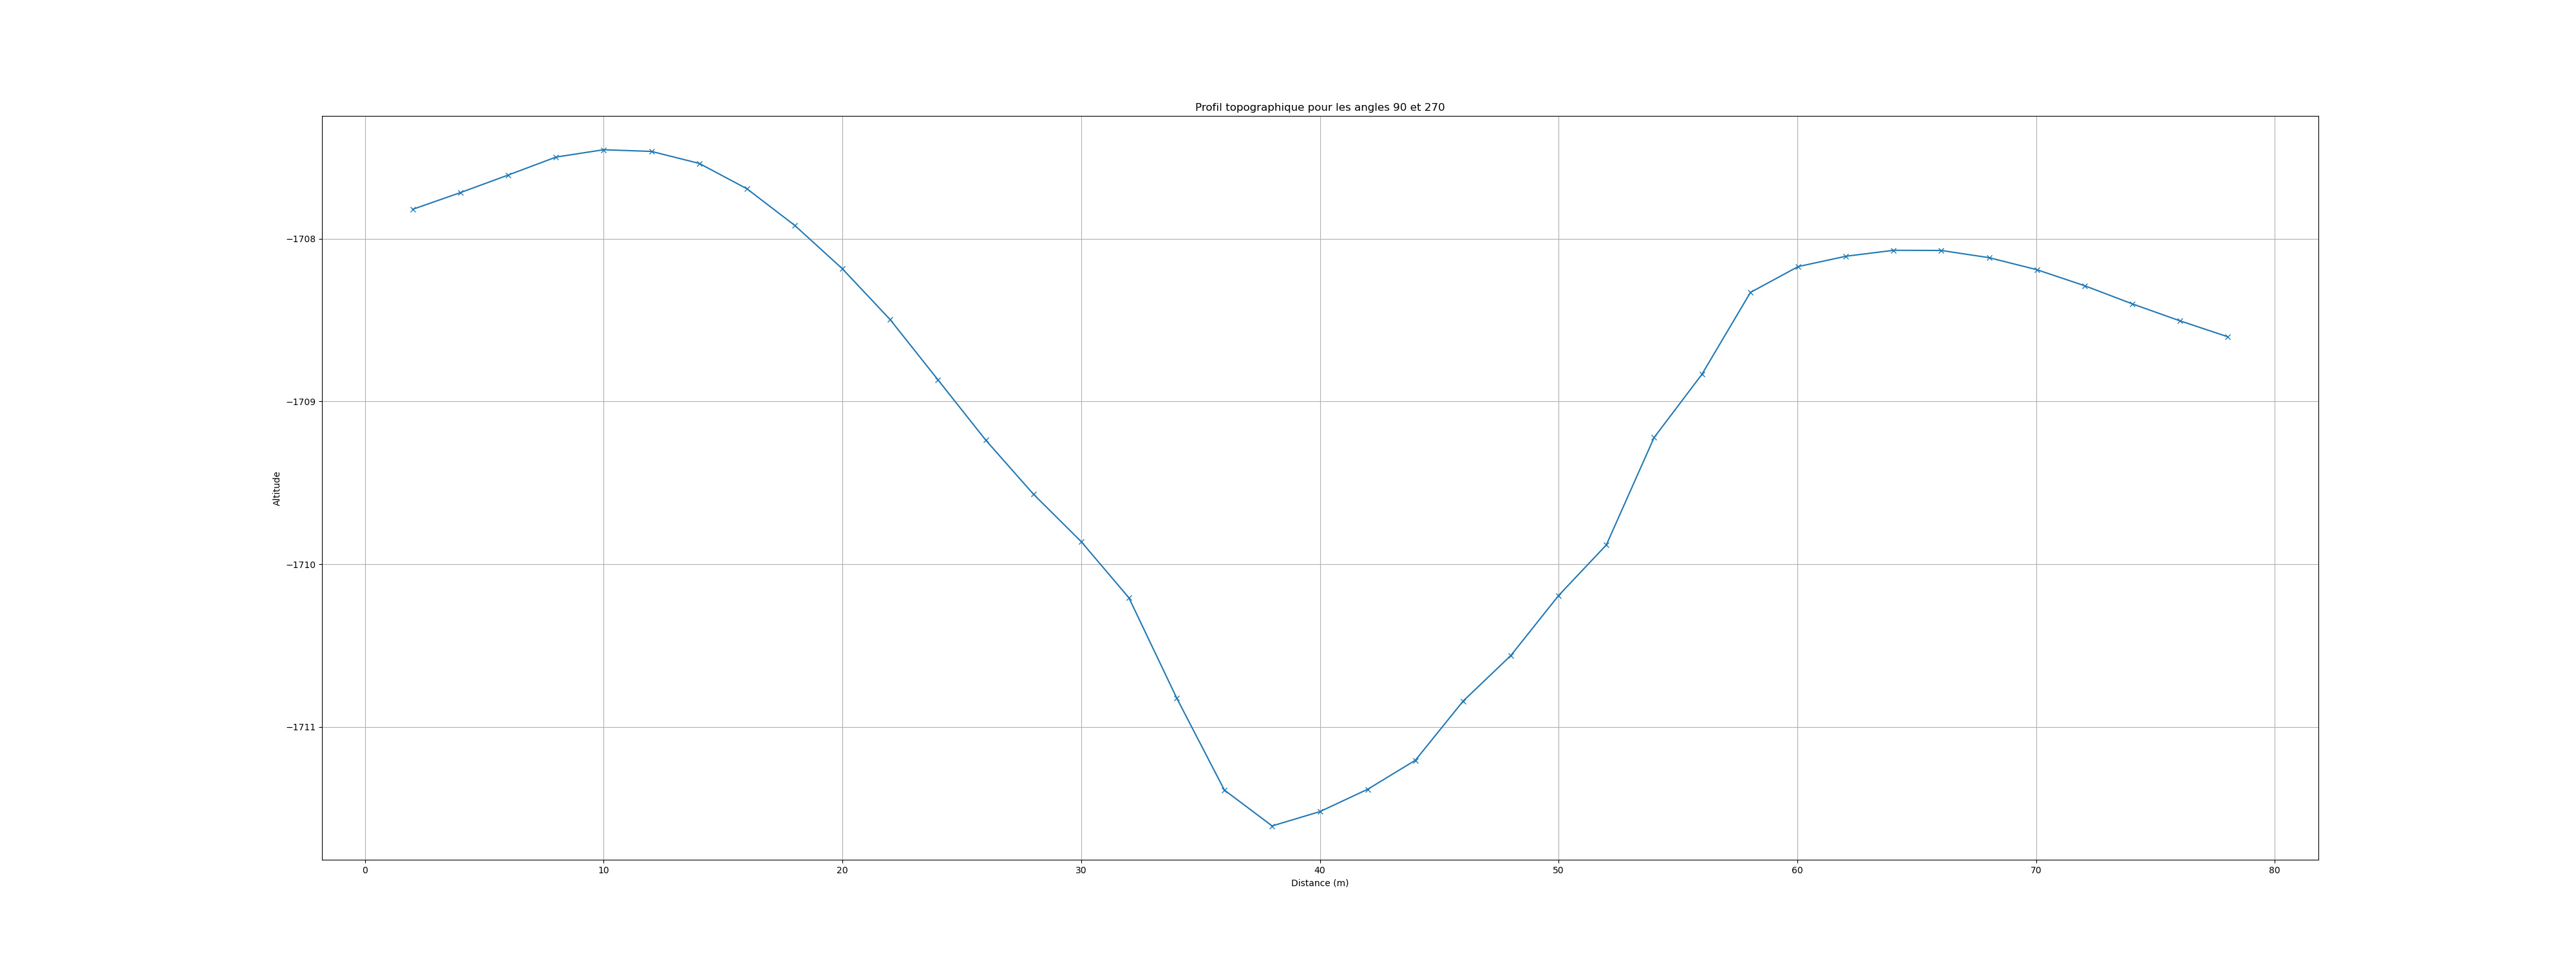 Profil topographique pour les angles 90 et 270
Altitude
−1708
−1709
−1710
−1711
0 10 20 30 40 50 60 70 80
Distance (m)